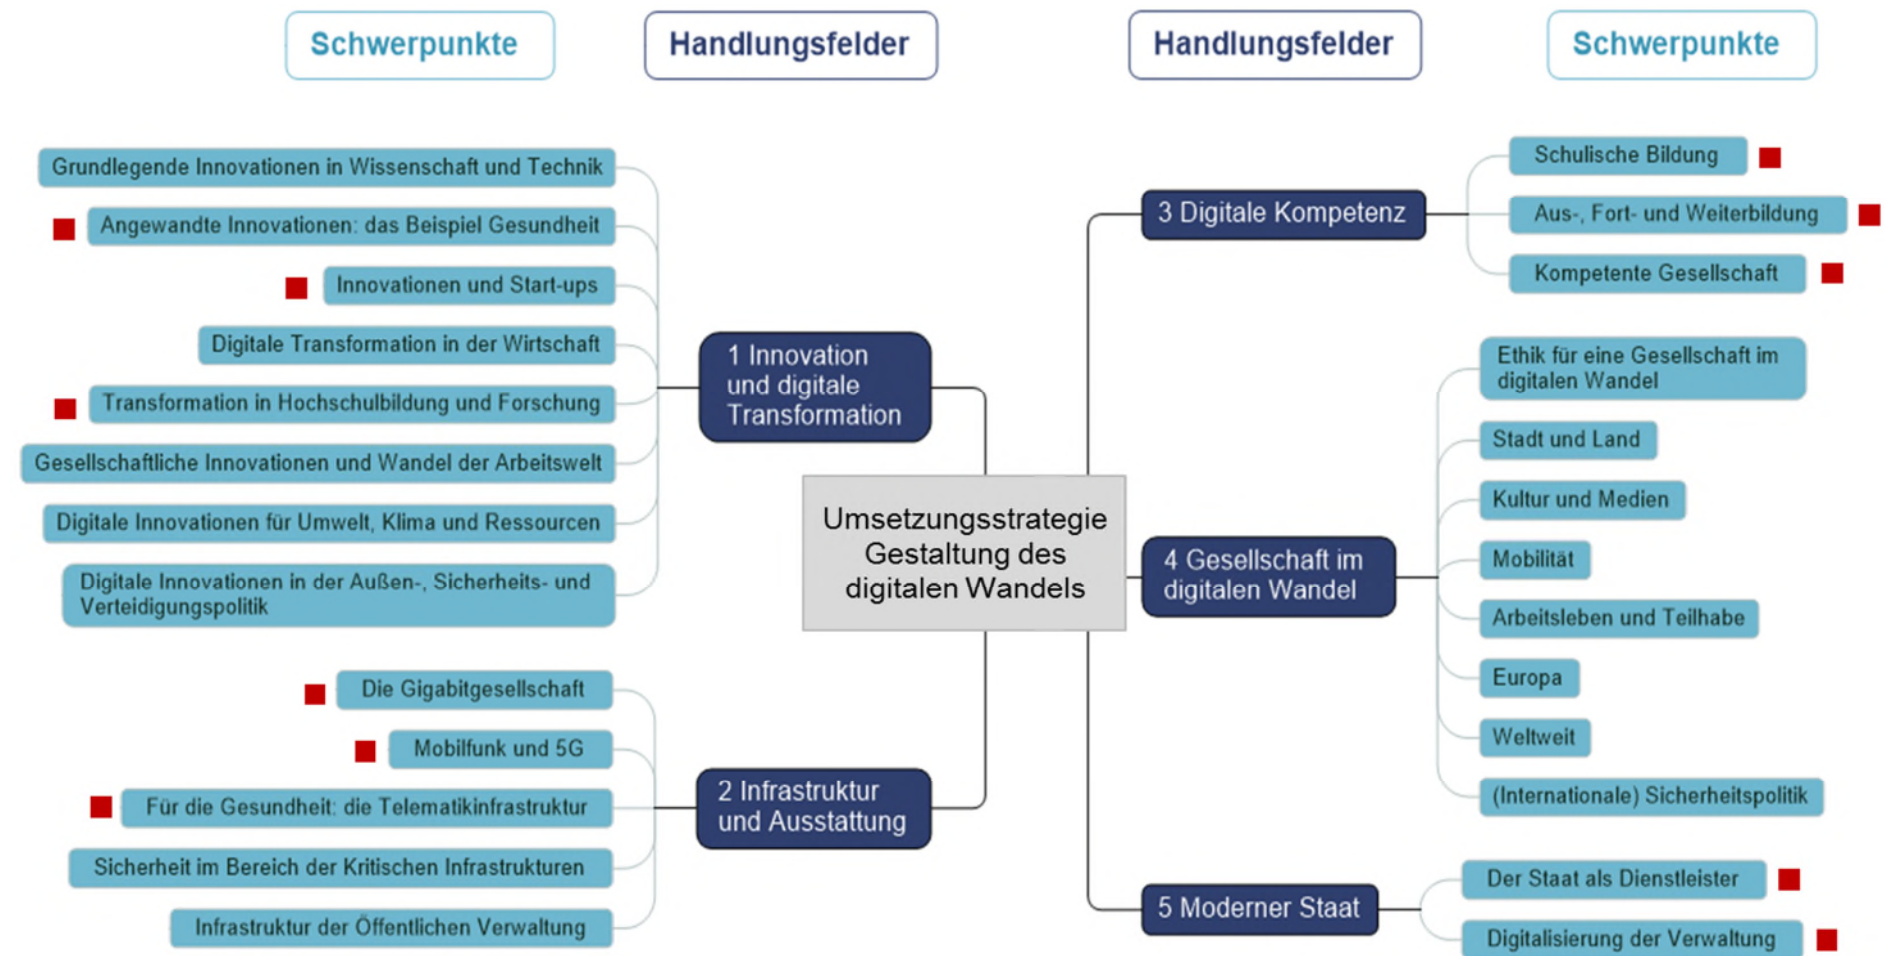 Schwerpunkte
Handlungsfelder
Handlungsfelder
Schwerpunkte
Grundlegende Innovationen in Wissenschaft und Technik
Angewandte Innovationen: das Beispiel Gesundheit
Innovationen und Start-ups
Digitale Transformation in der Wirtschaft
Transformation in Hochschulbildung und Forschung
Gesellschaftliche Innovationen und Wandel der Arbeitswelt
Digitale Innovationen für Umwelt, Klima und Ressourcen
Digitale Innovationen in der Außen-, Sicherheits- und
Verteidigungspolitik
1 Innovation
und digitale
Transformation
Die Gigabitgesellschaft
Mobilfunk und 5G
Für die Gesundheit: die Telematikinfrastruktur
Sicherheit im Bereich der Kritischen Infrastrukturen
Infrastruktur der Öffentlichen Verwaltung
2 Infrastruktur
und Ausstattung
Umsetzungsstrategie
Gestaltung des
digitalen Wandels
3 Digitale Kompetenz
Schulische Bildung
Aus-, Fort- und Weiterbildung
Kompetente Gesellschaft
4 Gesellschaft im
digitalen Wandel
Ethik für eine Gesellschaft im
digitalen Wandel
Stadt und Land
Kultur und Medien
Mobilität
Arbeitsleben und Teilhabe
Europa
Weltweit
(Internationale) Sicherheitspolitik
5 Moderner Staat
Der Staat als Dienstleister
Digitalisierung der Verwaltung